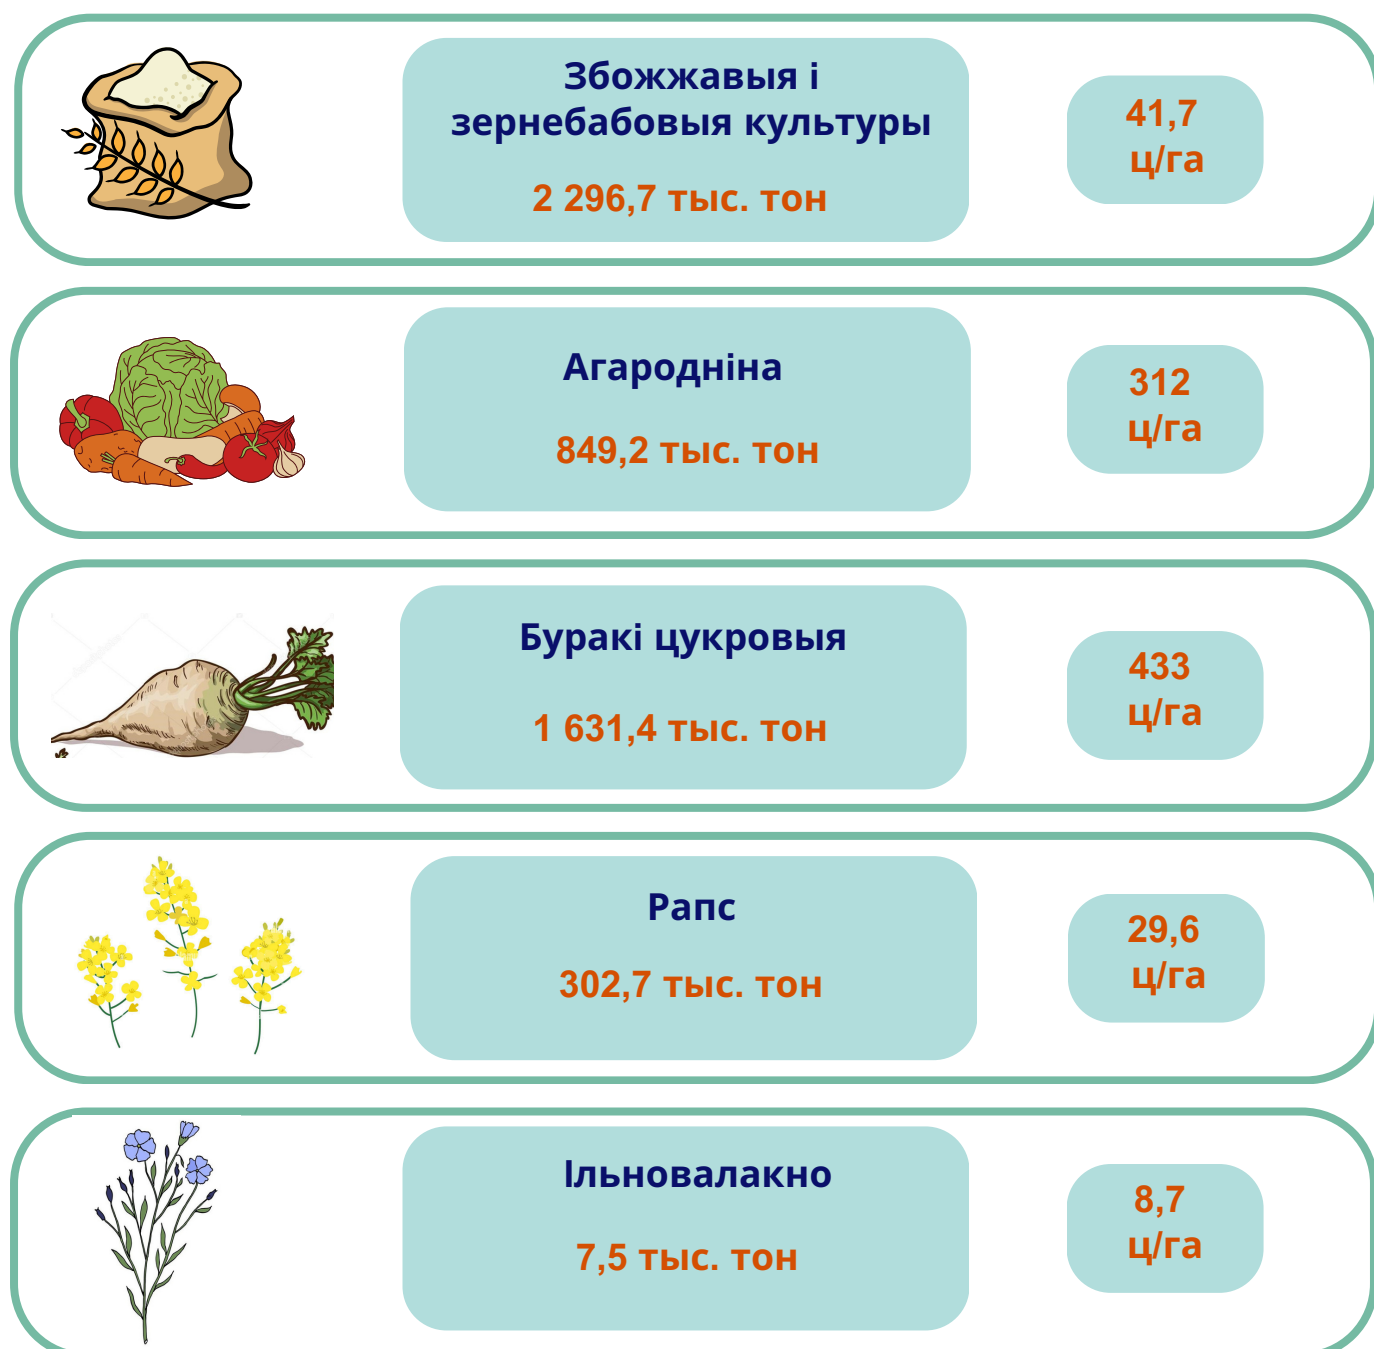 Збожжавыя і
зернебабовыя культуры
2 296,7 тыс. тон
41,7
ц/га
Агародніна
849,2 тыс. тон
312
ц/га
Буракі цукровыя
1 631,4 тыс. тон
433
ц/га
Рапс
302,7 тыс. тон
29,6
ц/га
Ільновалакно
7,5 тыс. тон
8,7
ц/га